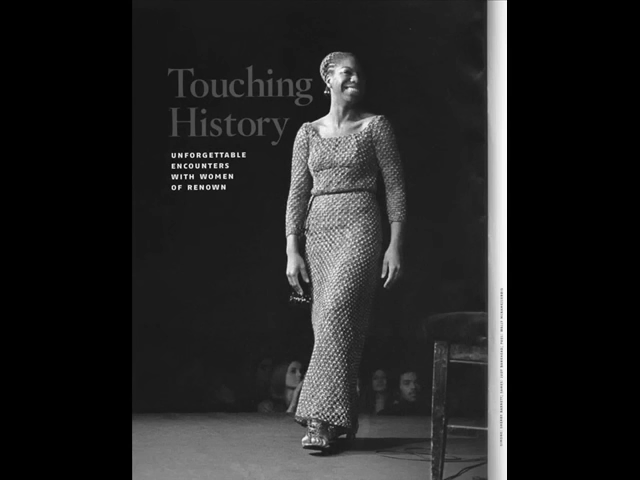 Touching
History
UNFORGETTABLE
ENCOUNTERS
WITH WOMEN
OF RENOWN